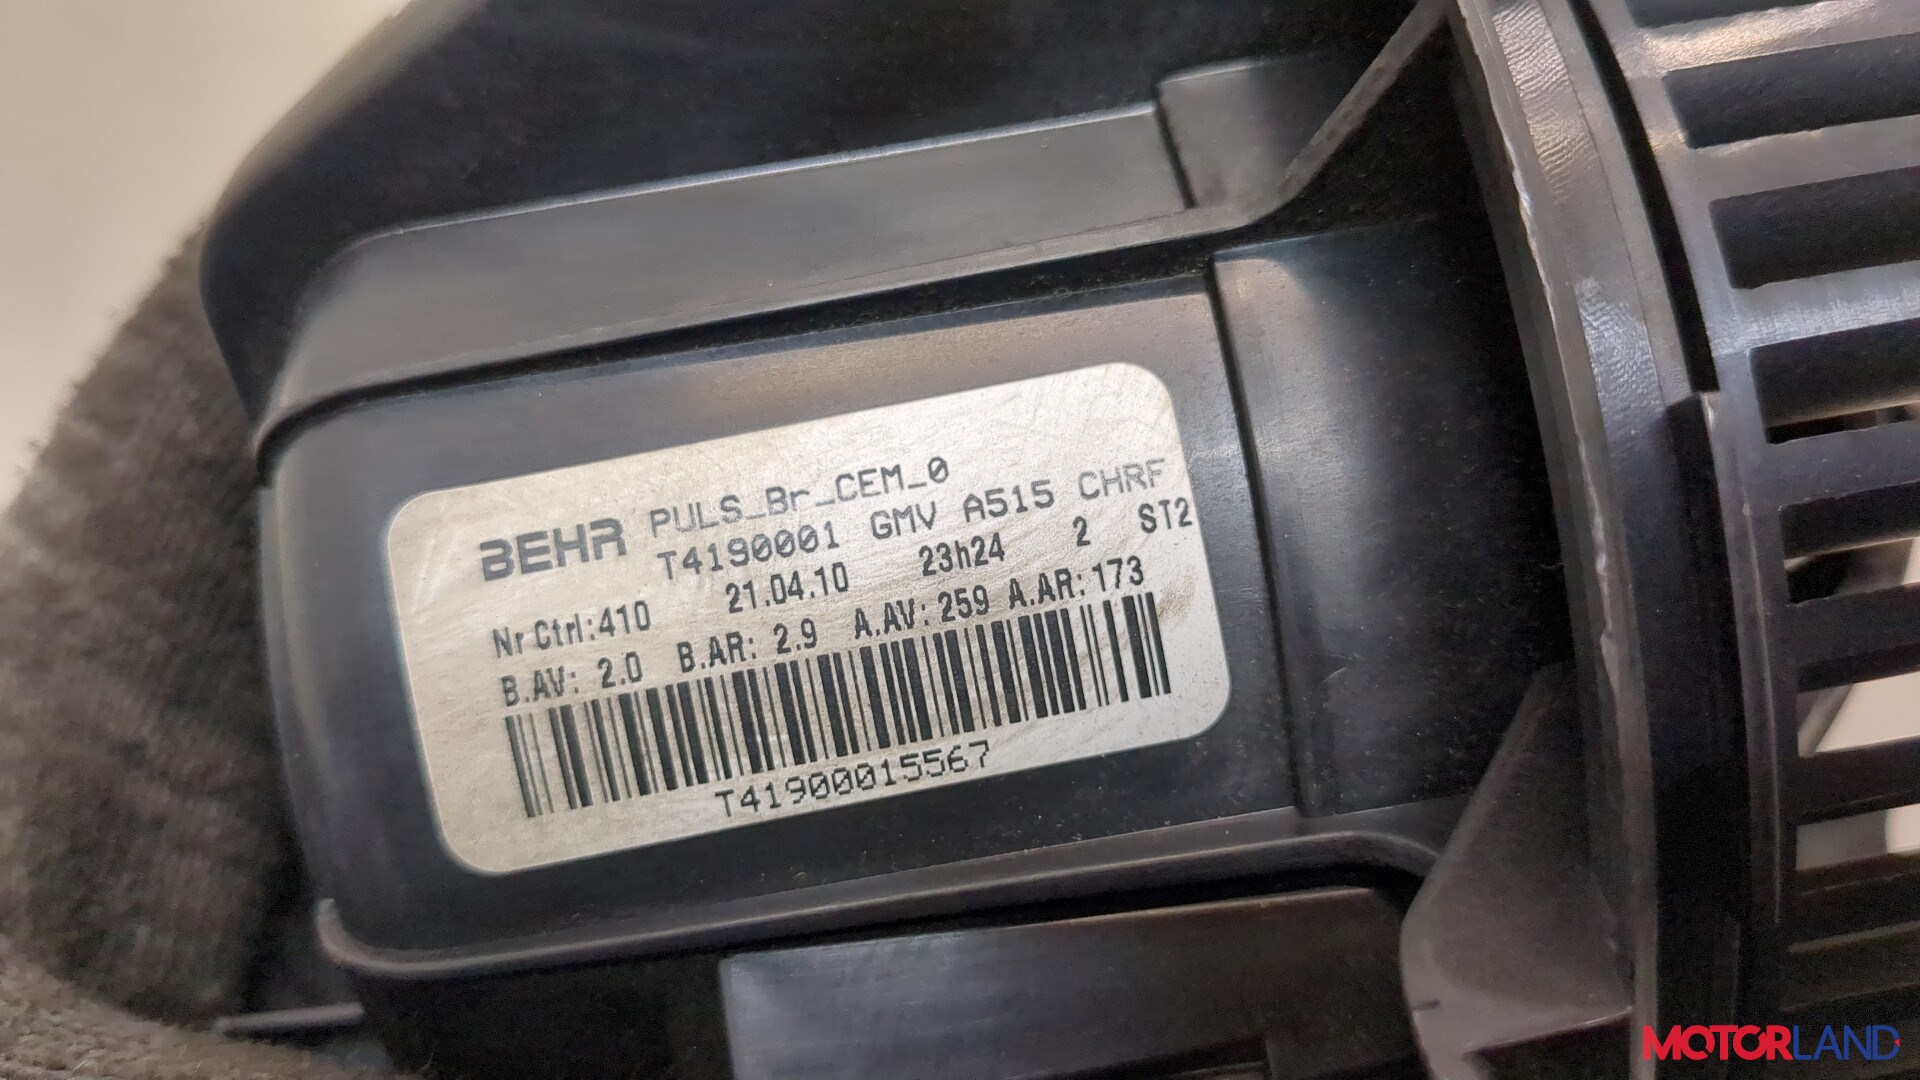 BEHR PULS_Br_CEM_0
T4190001 GMV A515 CHRF
Nr Ctrl:410 21.04.10 23h24 2 ST2
B.AV: 2.0 B.AR: 2.9 A.AV: 259 A.AR: 173
T41900015567
MOTORLAND